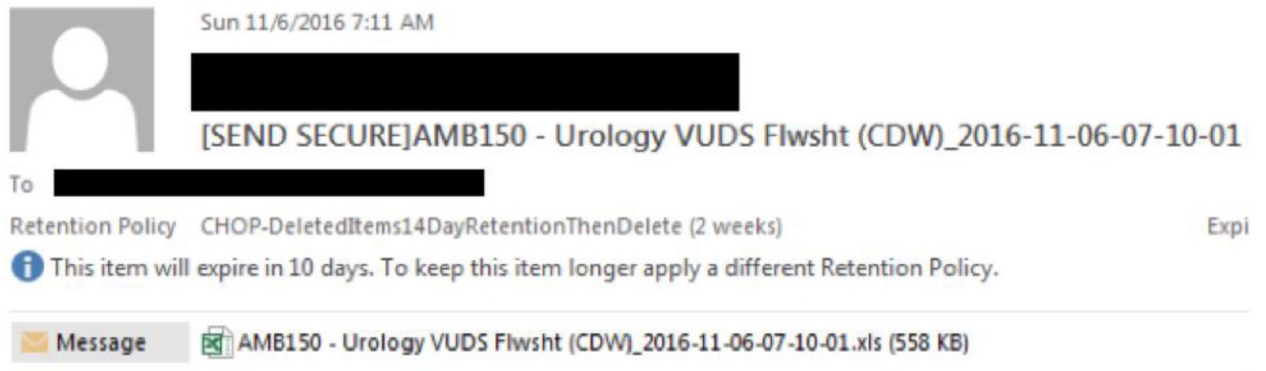 Sun 11/6/2016 7:11 AM
[SEND SECURE]AMB150 - Urology VUDS Flwsht (CDW)_2016-11-06-07-10-01
To
Retention Policy CHOP-DeletedItems14DayRetentionThenDelete (2 weeks) Expi
This item will expire in 10 days. To keep this item longer apply a different Retention Policy.
Message AMB150 - Urology VUDS Flwsht (CDW)_2016-11-06-07-10-01.xls (558 KB)